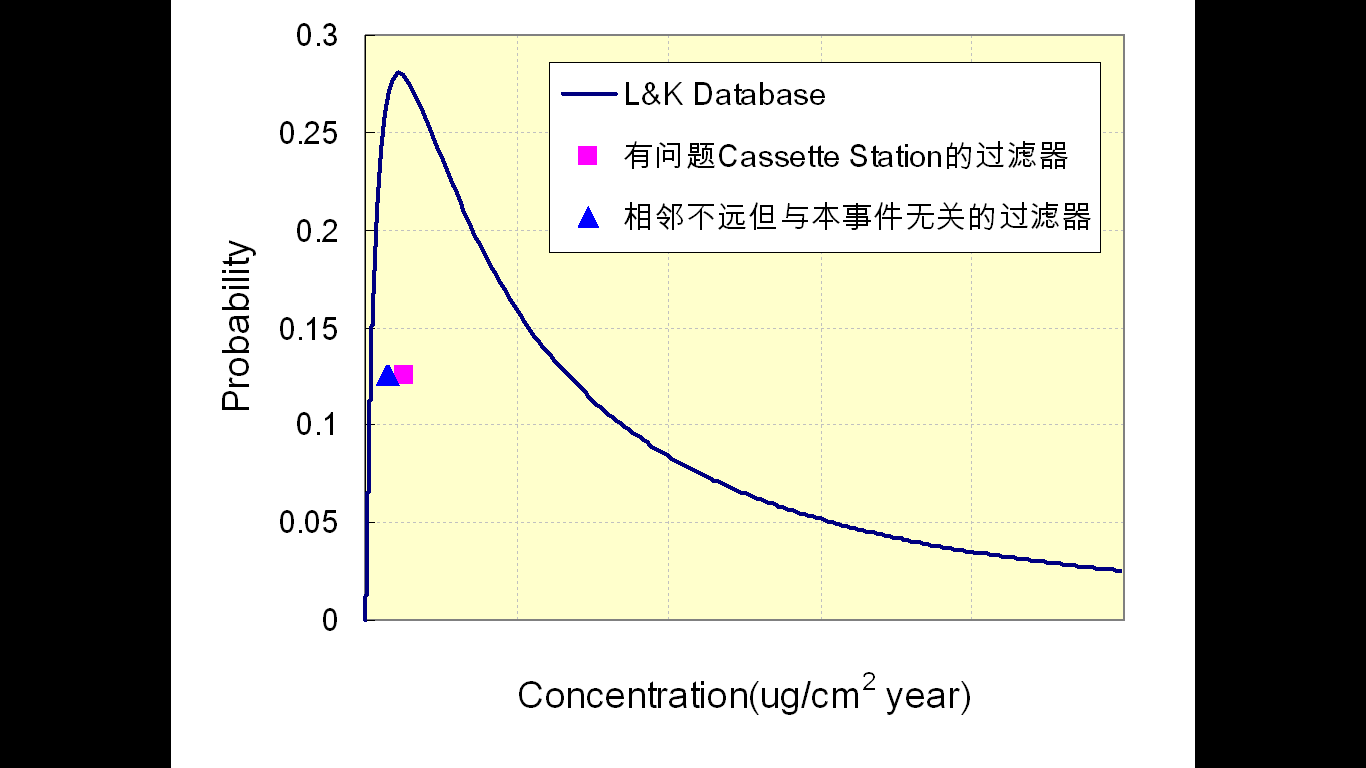 0.3
0.25
0.2
0.15
0.1
0.05
0
Probability
L&K Database
有问题Cassette Station的过滤器
相邻不远但与本事件无关的过滤器
Concentration(ug/cm2 year)